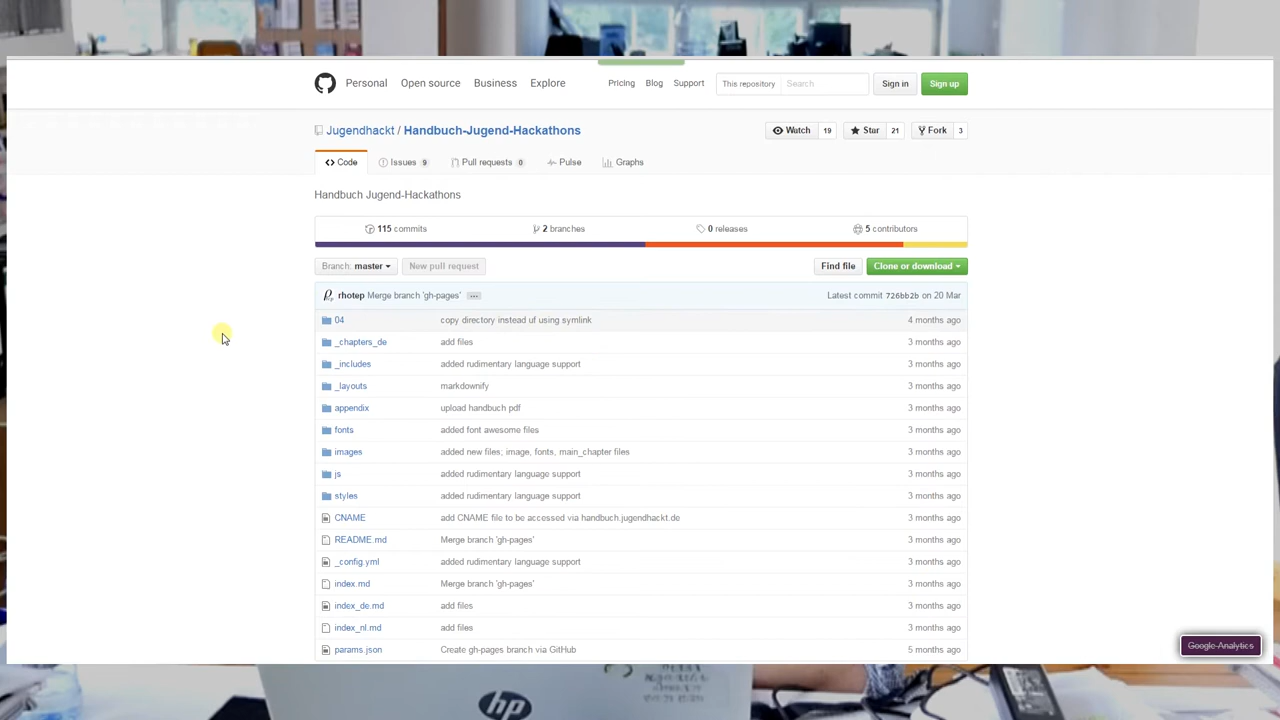 Personal Open source Business Explore Pricing Blog Support This repository Search Sign in Sign up
Jugendhackt / Handbuch-Jugend-Hackathons Watch 19 Star 21 Fork 3
Code Issues 9 Pull requests 0 Pulse Graphs
Handbuch Jugend-Hackathons
115 commits 2 branches 0 releases 5 contributors
Branch: master New pull request Find file Clone or download
rhotep Merge branch 'gh-pages' ... Latest commit 726bb2b on 20 Mar
04 copy directory instead uf using symlink 4 months ago
_chapters_de add files 3 months ago
_includes added rudimentary language support 3 months ago
_layouts markdownify 3 months ago
appendix upload handbuch pdf 3 months ago
fonts added font awesome files 3 months ago
images added new files; image, fonts, main_chapter files 3 months ago
js added rudimentary language support 3 months ago
styles added rudimentary language support 3 months ago
CNAME add CNAME file to be accessed via handbuch.jugendhackt.de 3 months ago
README.md Merge branch 'gh-pages' 3 months ago
_config.yml added rudimentary language support 3 months ago
index.md Merge branch 'gh-pages' 3 months ago
index_de.md add files 3 months ago
index_nl.md add files 3 months ago
params.json Create gh-pages branch via GitHub 5 months ago
Google Analytics
hp